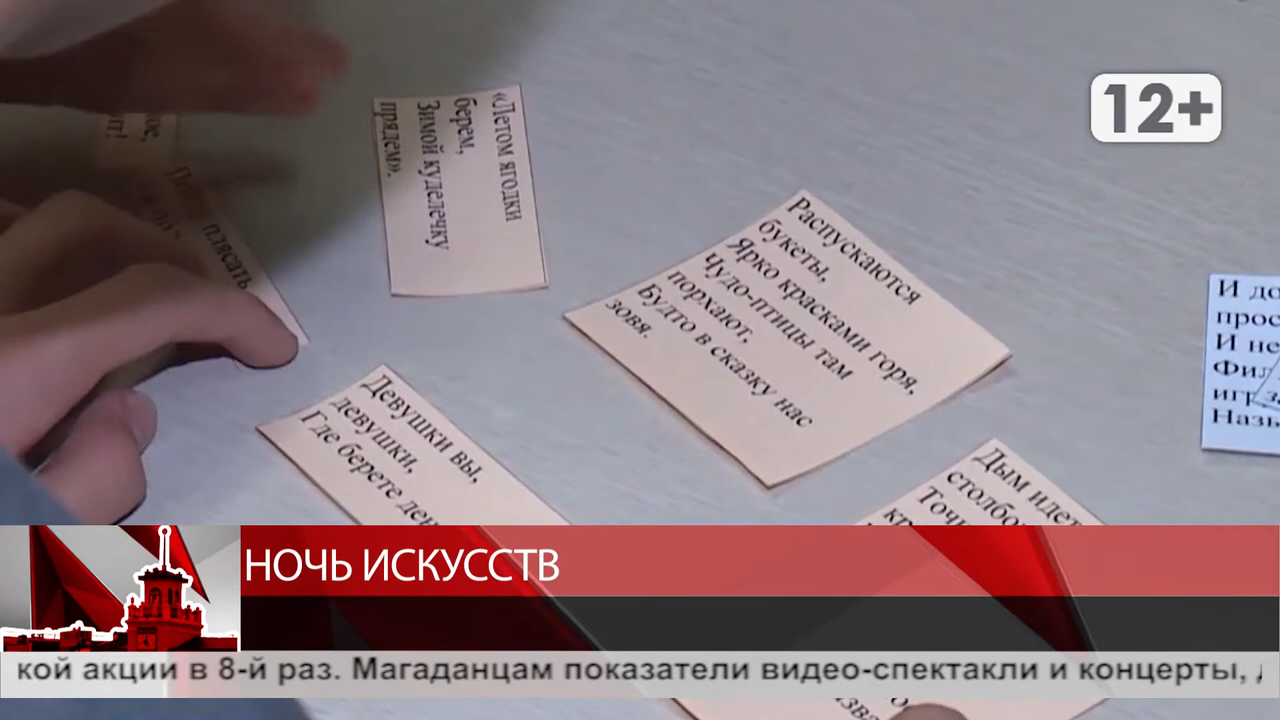 12+
«Летом ягодки
берем,
Зимой куделечку
прядем».
плясать
Распускаются
букеты,
Ярко красками горя,
Чудо-птицы там
порхают,
Будто в сказку нас
зовя.
Девушки вы,
девушки,
Где берете
Дым идет
И не
НОЧЬ ИСКУССТВ
кой акции в 8-й раз. Магаданцам показатели видео-спектакли и концерты,